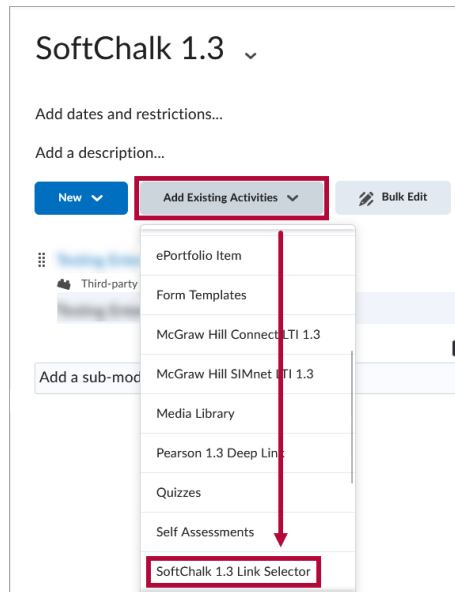 SoftChalk 1.3
Add dates and restrictions...
Add a description...
New
Add Existing Activities
Bulk Edit
ePortfolio Item
Third-party
Form Templates
McGraw Hill Connect LTI 1.3
McGraw Hill SIMnet LTI 1.3
Add a sub-mod
Media Library
Pearson 1.3 Deep Link
Quizzes
Self Assessments
SoftChalk 1.3 Link Selector